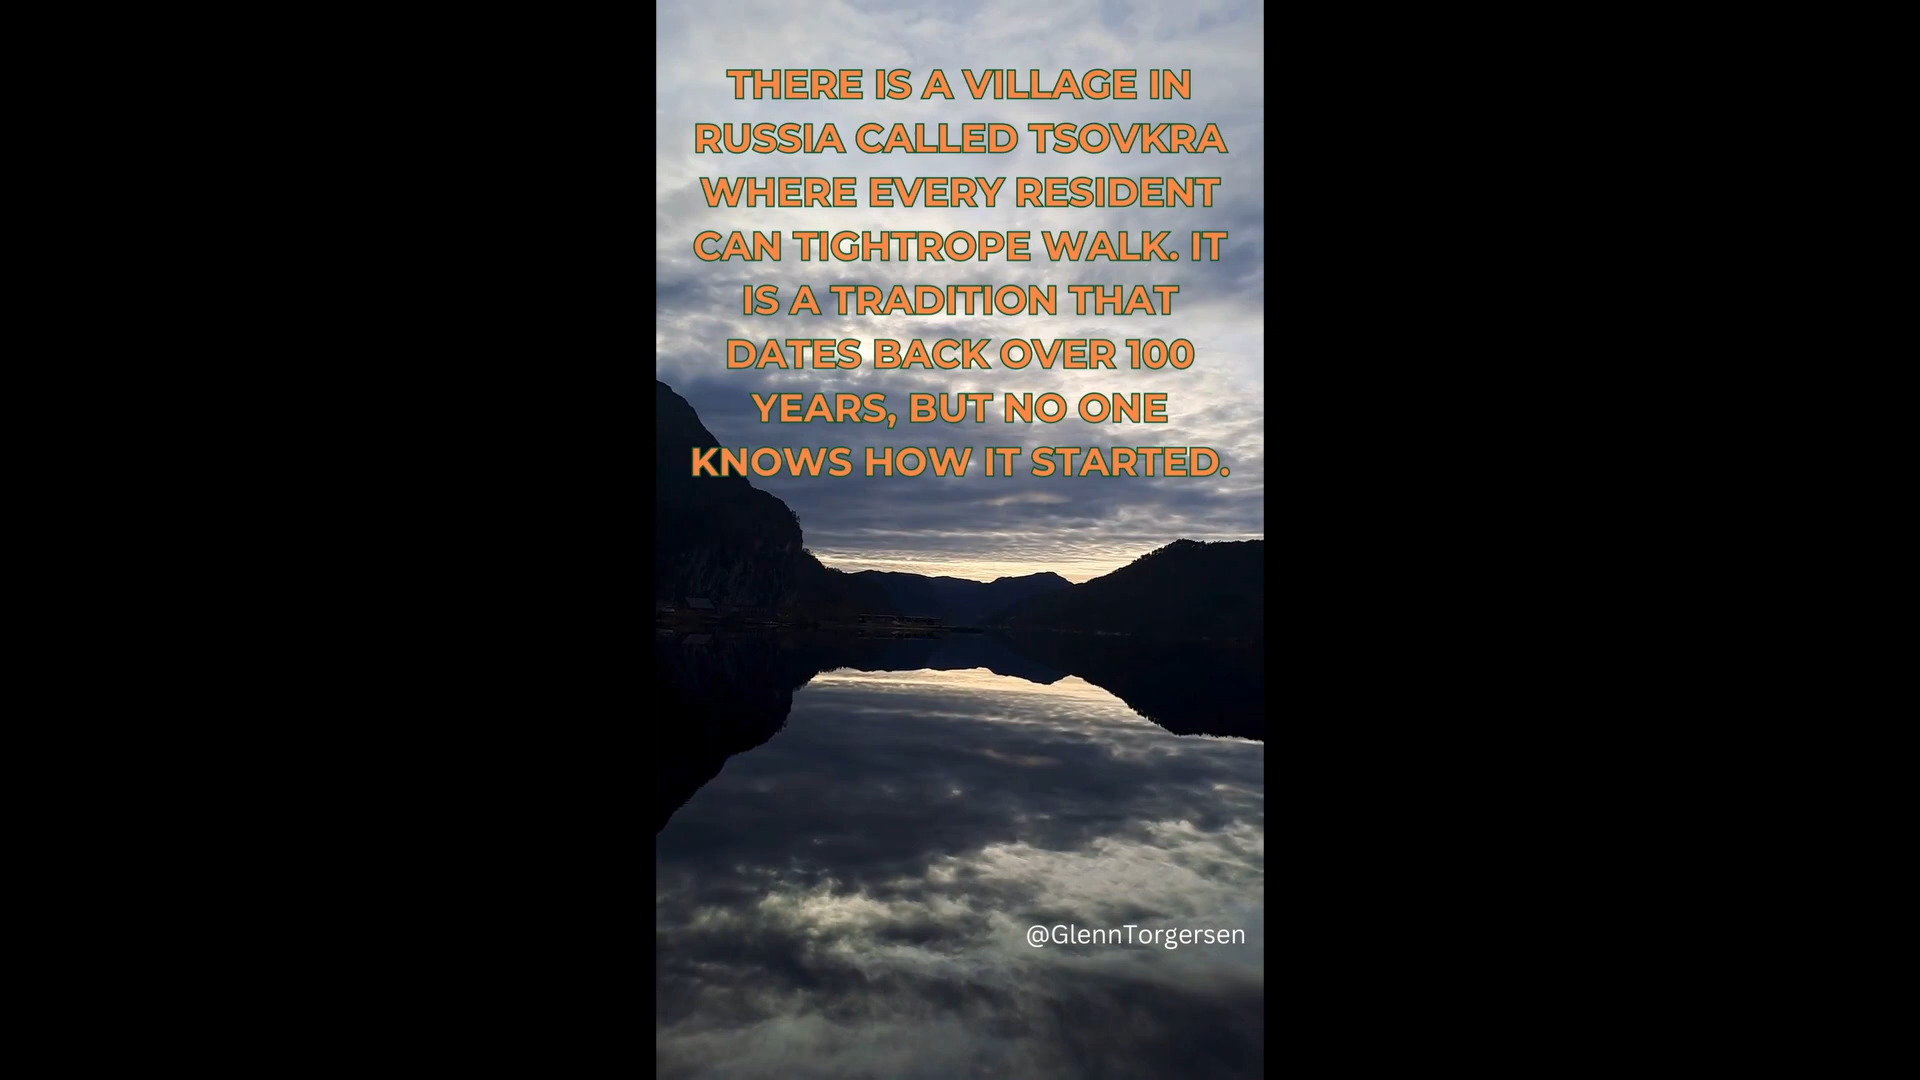 THERE IS A VILLAGE IN
RUSSIA CALLED TSOVKRA
WHERE EVERY RESIDENT
CAN TIGHTROPE WALK. IT
IS A TRADITION THAT
DATES BACK OVER 100
YEARS, BUT NO ONE
KNOWS HOW IT STARTED.
@GlennTorgersen